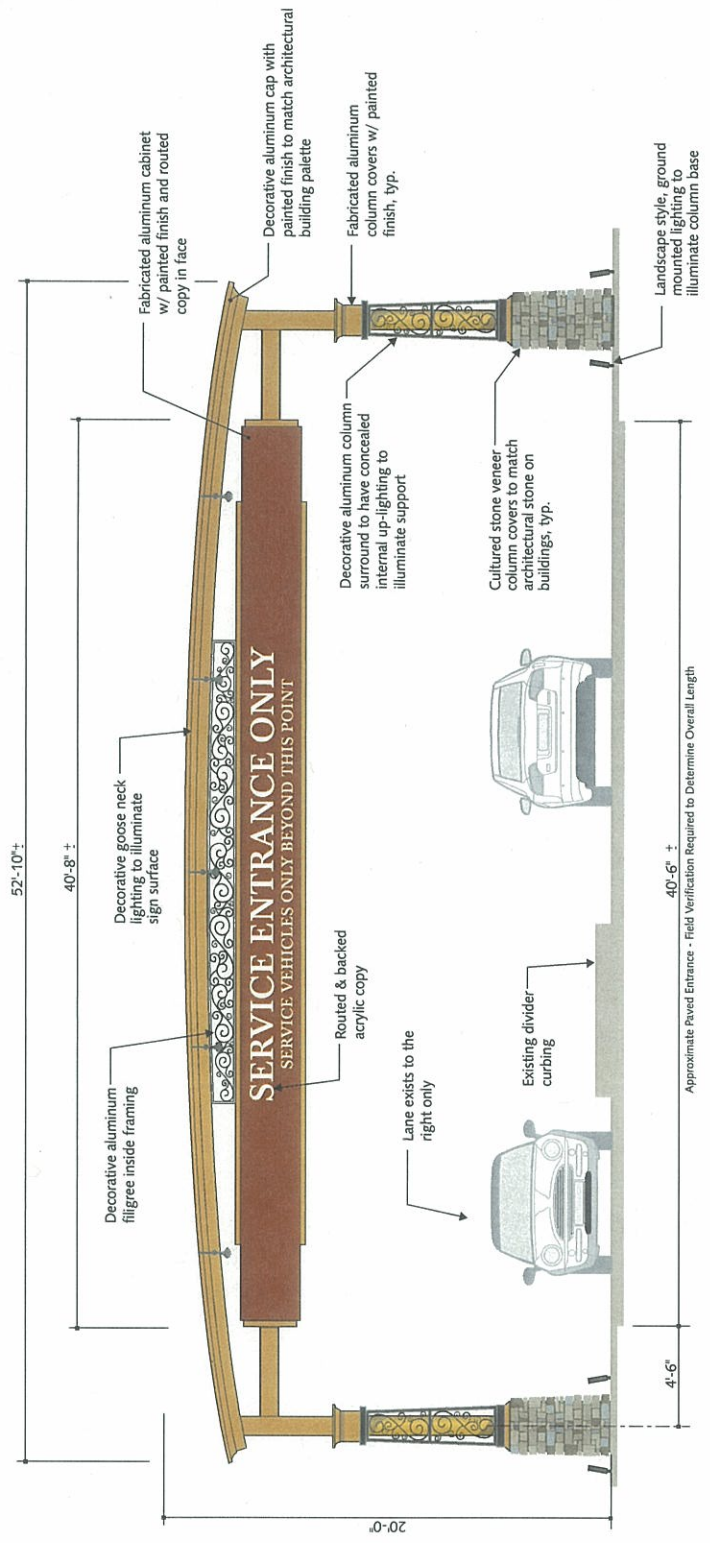 52'-10"±
40'-8" ±
Decorative aluminum
filigree inside framing
Decorative goose neck
lighting to illuminate
sign surface
Fabricated aluminum cabinet
w/ painted finish and routed
copy in face
Decorative aluminum cap with
painted finish to match architectural
building palette
Fabricated aluminum
column covers w/ painted
finish, typ.
SERVICE ENTRANCE ONLY
SERVICE VEHICLES ONLY BEYOND THIS POINT
Routed & backed
acrylic copy
Decorative aluminum column
surround to have concealed
internal up-lighting to
illuminate support
Lane exists to the
right only
Existing divider
curbing
Cultured stone veneer
column covers to match
architectural stone on
buildings, typ.
Landscape style, ground
mounted lighting to
illuminate column base
20'-0"
4'-6"
40'-6" ±
Approximate Paved Entrance - Field Verification Required to Determine Overall Length